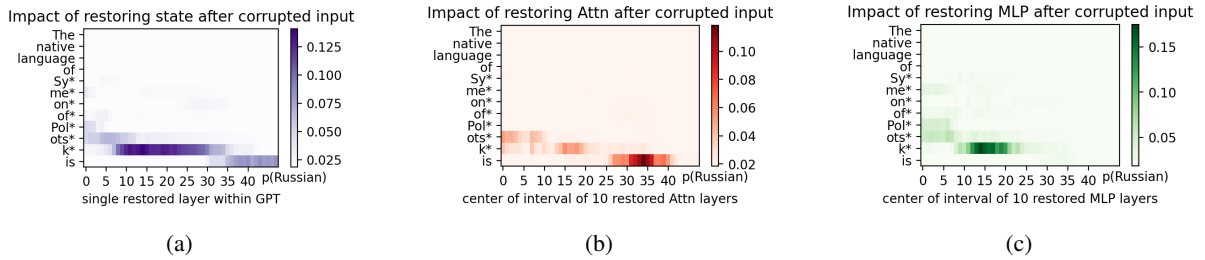 Impact of restoring state after corrupted input
The
native
language
of
Sy*
me*
on*
of*
Pol*
ots*
k*
is
0 5 10 15 20 25 30 35 40
p(Russian)
single restored layer within GPT
0.125
0.100
0.075
0.050
0.025
(a)
Impact of restoring Attn after corrupted input
The
native
language
of
Sy*
me*
on*
of*
Pol*
ots*
k*
is
0 5 10 15 20 25 30 35 40
p(Russian)
center of interval of 10 restored Attn layers
0.10
0.08
0.06
0.04
0.02
(b)
Impact of restoring MLP after corrupted input
The
native
language
of
Sy*
me*
on*
of*
Pol*
ots*
k*
is
0 5 10 15 20 25 30 35 40
p(Russian)
center of interval of 10 restored MLP layers
0.15
0.10
0.05
(c)